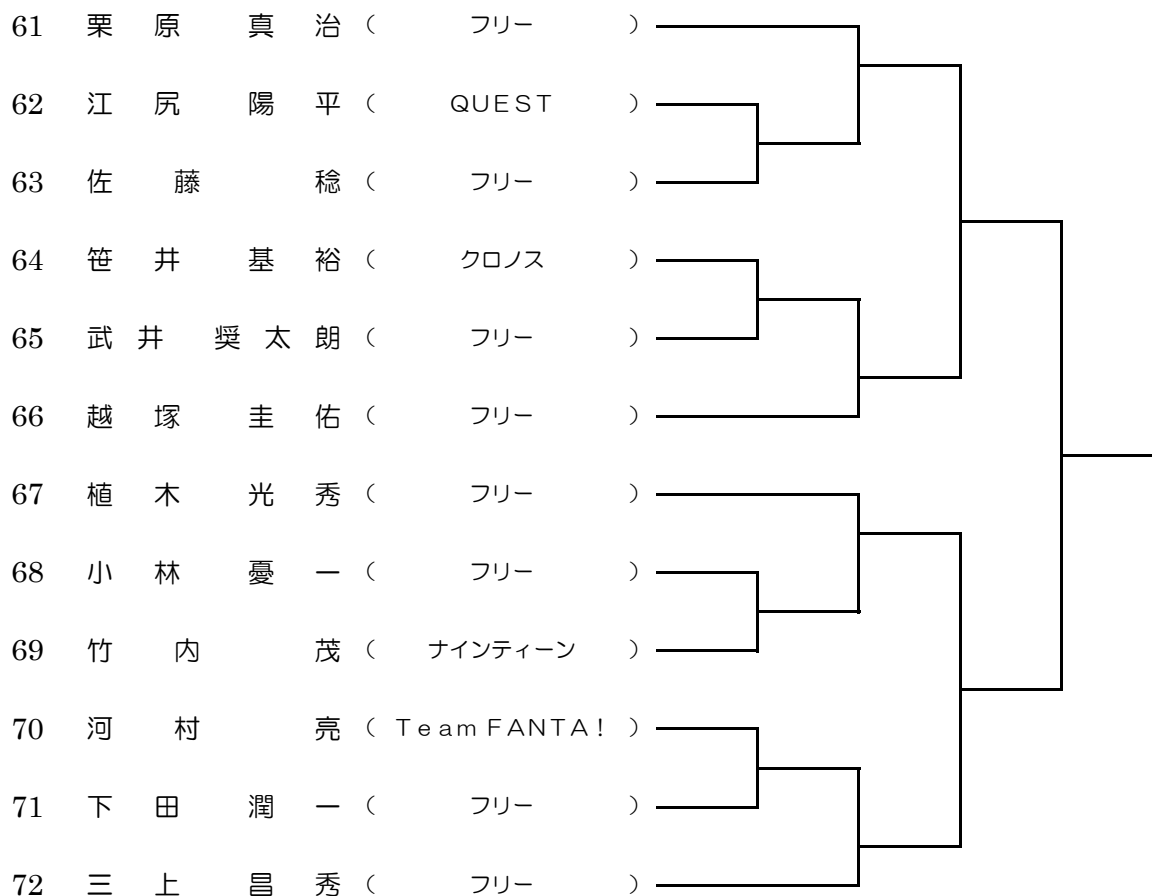 61 栗原 真治 （ フリー ）
62 江尻 陽平 （ QUEST ）
63 佐藤 稔 （ フリー ）
64 笹井 基裕 （ クロノス ）
65 武井 奨太朗 （ フリー ）
66 越塚 圭佑 （ フリー ）
67 植木 光秀 （ フリー ）
68 小林 憂一 （ フリー ）
69 竹内 茂 （ ナインティーン ）
70 河村 亮 （ Team FANTA! ）
71 下田 潤一 （ フリー ）
72 三上 昌秀 （ フリー ）